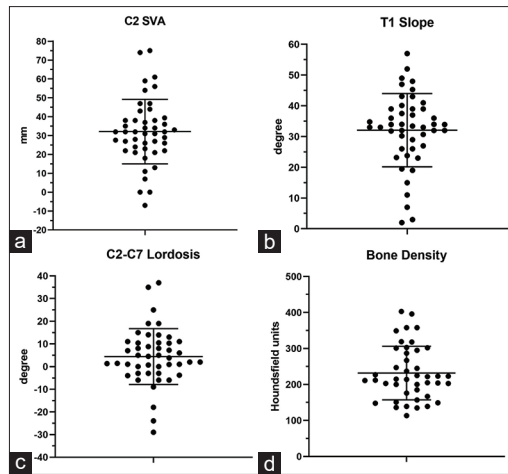 C2 SVA
80
70
60
50
40
30
20
10
0
-10
-20
mm
a
T1 Slope
60
50
40
30
20
10
0
degree
b
C2-C7 Lordosis
40
30
20
10
0
-10
-20
-30
-40
degree
c
Bone Density
500
400
300
200
100
0
Houndsfield units
d